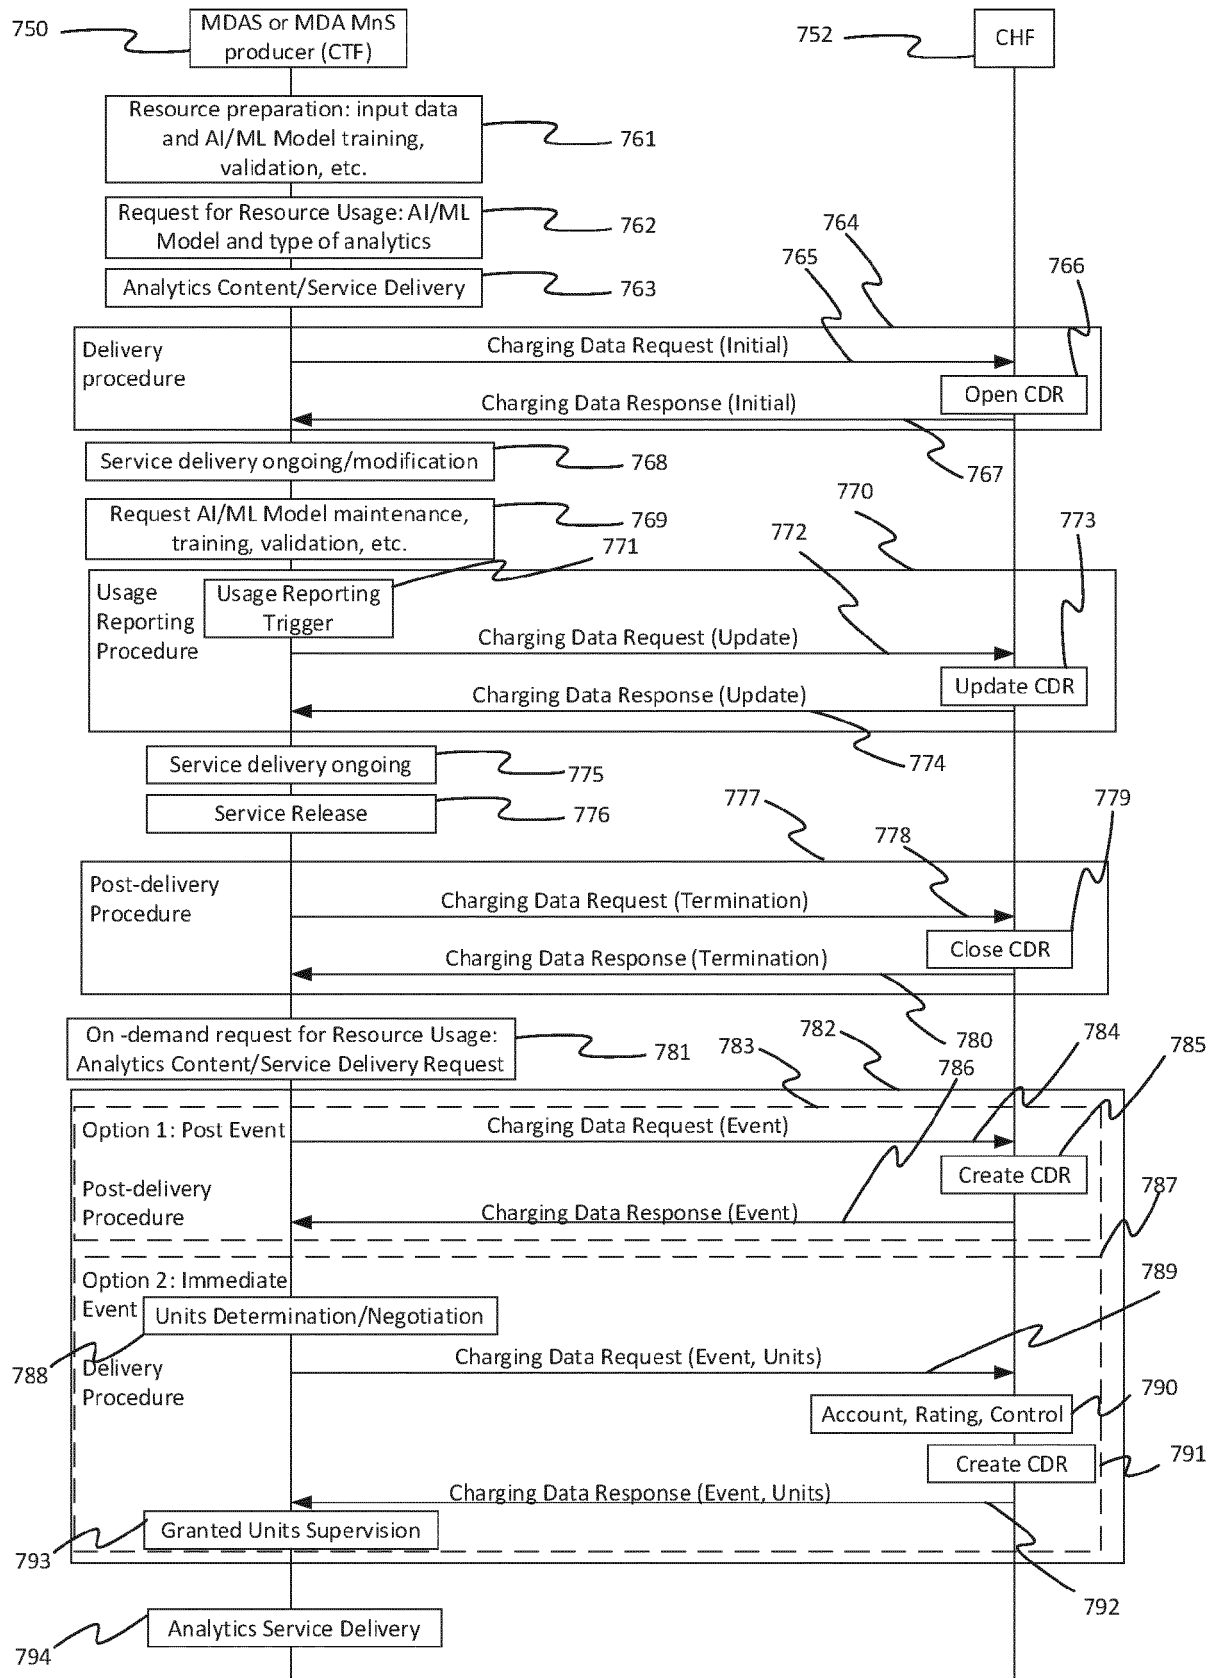 750
MDAS or MDA MnS
producer (CTF)
752
CHF
Resource preparation: input data
and AI/ML Model training,
validation, etc.
761
Request for Resource Usage: AI/ML
Model and type of analytics
762
764
765
766
Analytics Content/Service Delivery
763
Delivery
procedure
Charging Data Request (Initial)
Open CDR
Charging Data Response (Initial)
767
Service delivery ongoing/modification
768
770
Request AI/ML Model maintenance,
training, validation, etc.
769
771
772
773
Usage
Reporting
Procedure
Usage Reporting
Trigger
Charging Data Request (Update)
Update CDR
Charging Data Response (Update)
774
Service delivery ongoing
775
Service Release
776
777
778
779
Post-delivery
Procedure
Charging Data Request (Termination)
Close CDR
Charging Data Response (Termination)
780
On -demand request for Resource Usage:
Analytics Content/Service Delivery Request
781
782
783
784
785
786
Option 1: Post Event
Charging Data Request (Event)
Create CDR
Post-delivery
Procedure
Charging Data Response (Event)
787
Option 2: Immediate
Event
Units Determination/Negotiation
788
789
Delivery
Procedure
Charging Data Request (Event, Units)
Account, Rating, Control
790
Create CDR
791
Charging Data Response (Event, Units)
Granted Units Supervision
793
792
Analytics Service Delivery
794